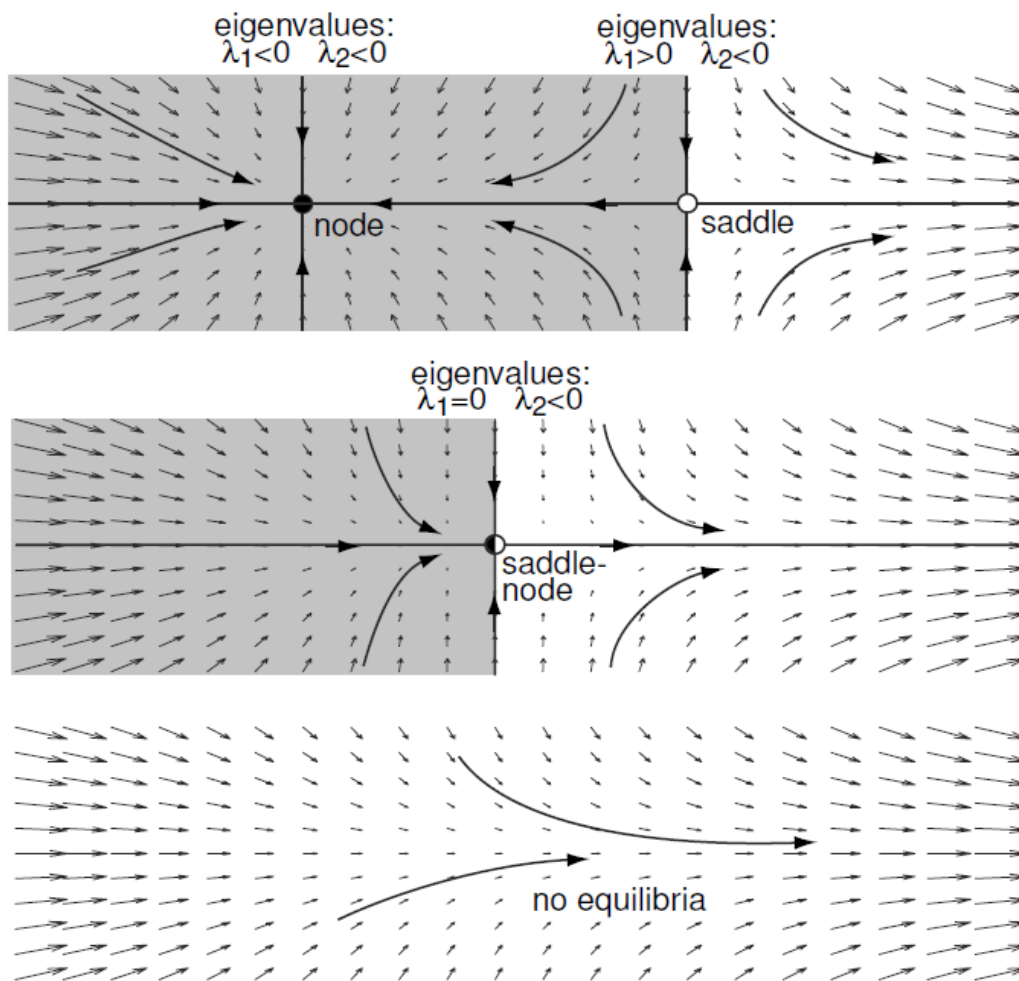 eigenvalues:
λ1<0 λ2<0
eigenvalues:
λ1>0 λ2<0
node
saddle
eigenvalues:
λ1=0 λ2<0
saddle-
node
no equilibria